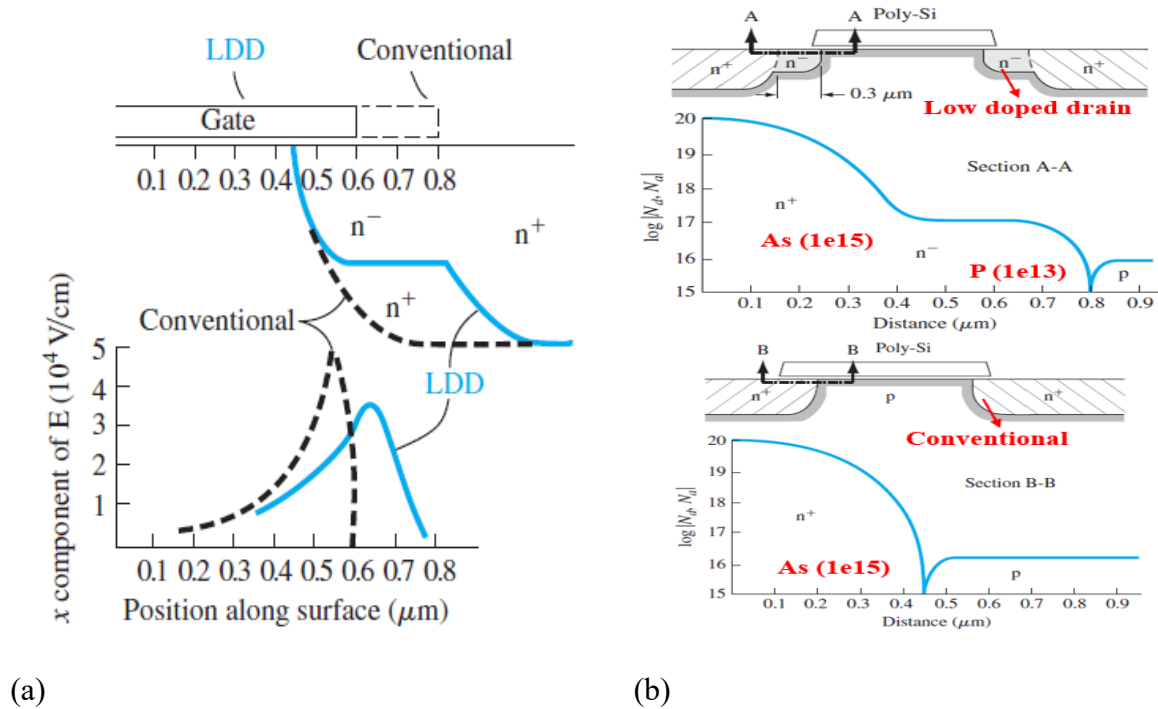 LDD
Conventional
Gate
0.1 0.2 0.3 0.4 0.5 0.6 0.7 0.8
n−
n+
n+
Conventional
LDD
x component of E (10⁴ V/cm)
5
4
3
2
1
0.1 0.2 0.3 0.4 0.5 0.6 0.7 0.8
Position along surface (μm)
(a)
A A
Poly-Si
n+ n− n− n+
0.3 μm
Low doped drain
log |Nd, Na|
20
19
18
17
16
15
Section A-A
n+
As (1e15)
n−
P (1e13)
p
0.1 0.2 0.3 0.4 0.5 0.6 0.7 0.8 0.9
Distance (μm)
B B
Poly-Si
n+ p n+
Conventional
log |Nd, Na|
20
19
18
17
16
15
Section B-B
n+
As (1e15)
p
0.1 0.2 0.3 0.4 0.5 0.6 0.7 0.8 0.9
Distance (μm)
(b)